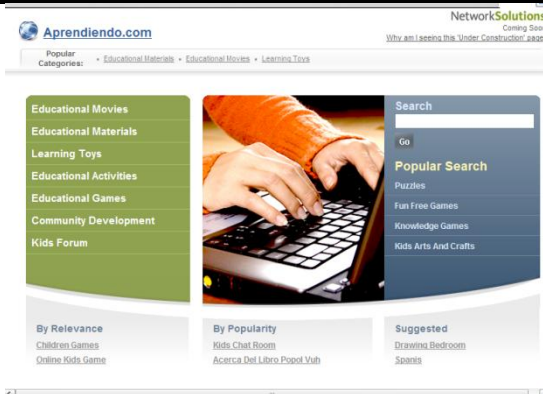 Aprendiendo.com
NetworkSolutions
Coming Soo
Why am I seeing this 'Under Construction' page
Popular Categories:
• Educational Materials • Educational Movies • Learning Toys
Educational Movies
Educational Materials
Learning Toys
Educational Activities
Educational Games
Community Development
Kids Forum
Search
Go
Popular Search
Puzzles
Fun Free Games
Knowledge Games
Kids Arts And Crafts
By Relevance
Children Games
Online Kids Game
By Popularity
Kids Chat Room
Acerca Del Libro Popol Vuh
Suggested
Drawing Bedroom
Spanis